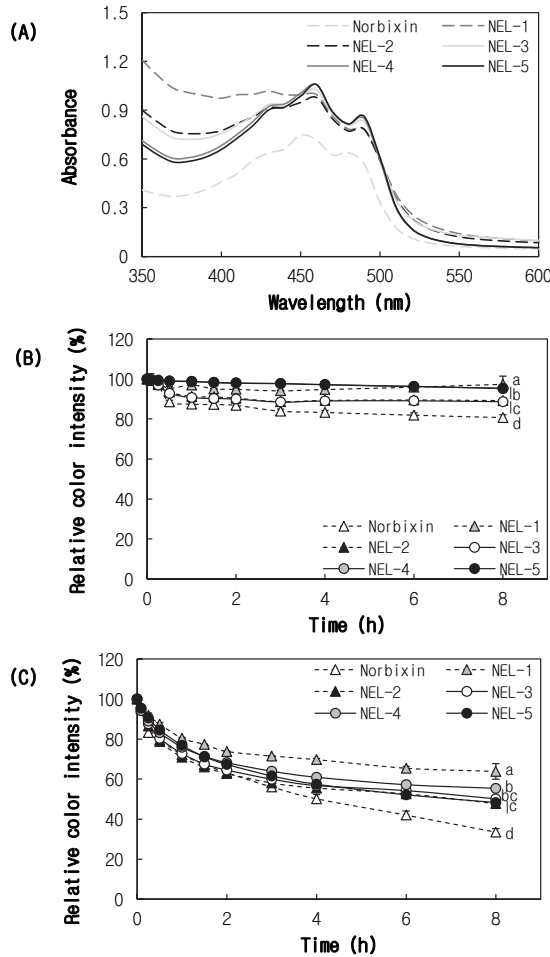 (A)
Absorbance
1.5
1.2
0.9
0.6
0.3
0
Norbixin
NEL-1
NEL-2
NEL-3
NEL-4
NEL-5
350
400
450
500
550
600
Wavelength (nm)
(B)
Relative color intensity (%)
120
100
80
60
40
20
0
a
b
c
d
Norbixin
NEL-1
NEL-2
NEL-3
NEL-4
NEL-5
0
2
4
6
8
Time (h)
(C)
Relative color intensity (%)
120
100
80
60
40
20
0
Norbixin
NEL-1
NEL-2
NEL-3
NEL-4
NEL-5
a
b
bc
c
d
0
2
4
6
8
Time (h)